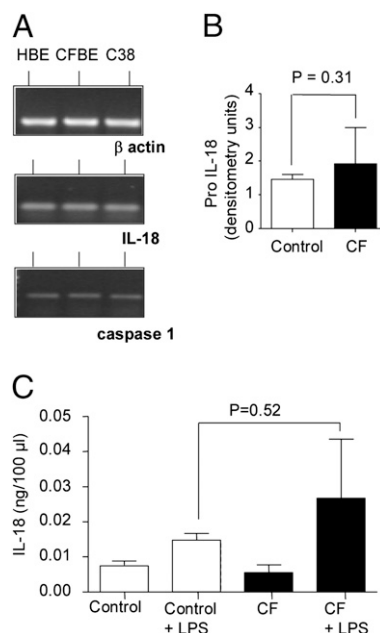 A
HBE CFBE C38
β actin
IL-18
caspase 1
B
P = 0.31
Pro IL-18
(densitometry units)
4
3
2
1
0
Control CF
C
P=0.52
IL-18 (ng/100 µl)
0.05
0.04
0.03
0.02
0.01
0.00
Control Control CF CF
+ LPS + LPS